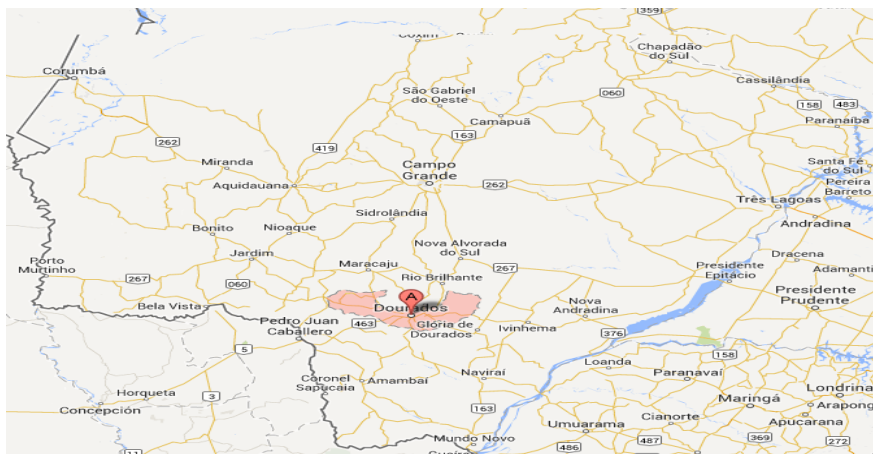 359
Coxim
Chapadão
do Sul
Corumbá
Cassilândia
São Gabriel
do Oeste
060
158
483
Camapuã
Paranaíba
163
262
419
Miranda
Campo
Grande
Santa Fé
do Sul
Aquidauana
262
Pereira
Barreto
Três Lagoas
Sidrolândia
Andradina
Bonito
Nioaque
Nova Alvorada
do Sul
Jardim
Dracena
Porto
Murtinho
Maracaju
267
Presidente
Epitácio
Adamanti
267
060
Rio Brilhante
Presidente
Prudente
Bela Vista
A
Dourados
Nova
Andradina
Pedro Juan
Caballero
463
Glória de
Dourados
Ivinhema
376
5
158
Loanda
Coronel
Sapucaia
Amambaí
Naviraí
Paranavaí
Londrina
Horqueta
3
Maringá
Arapong
Concepción
163
Cianorte
Apucarana
Umuarama
Mundo Novo
369
272
487
486
11